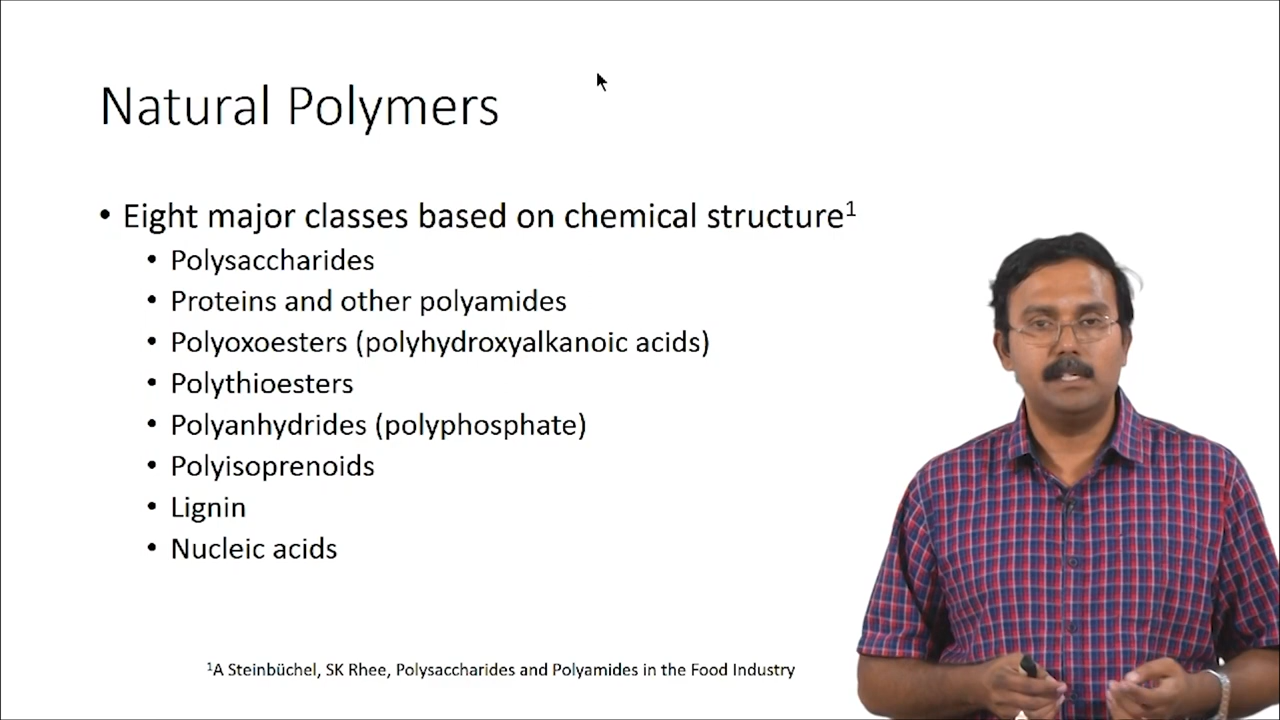 Natural Polymers
• Eight major classes based on chemical structure¹
• Polysaccharides
• Proteins and other polyamides
• Polyoxoesters (polyhydroxyalkanoic acids)
• Polythioesters
• Polyanhydrides (polyphosphate)
• Polyisoprenoids
• Lignin
• Nucleic acids
¹A Steinbüchel, SK Rhee, Polysaccharides and Polyamides in the Food Industry